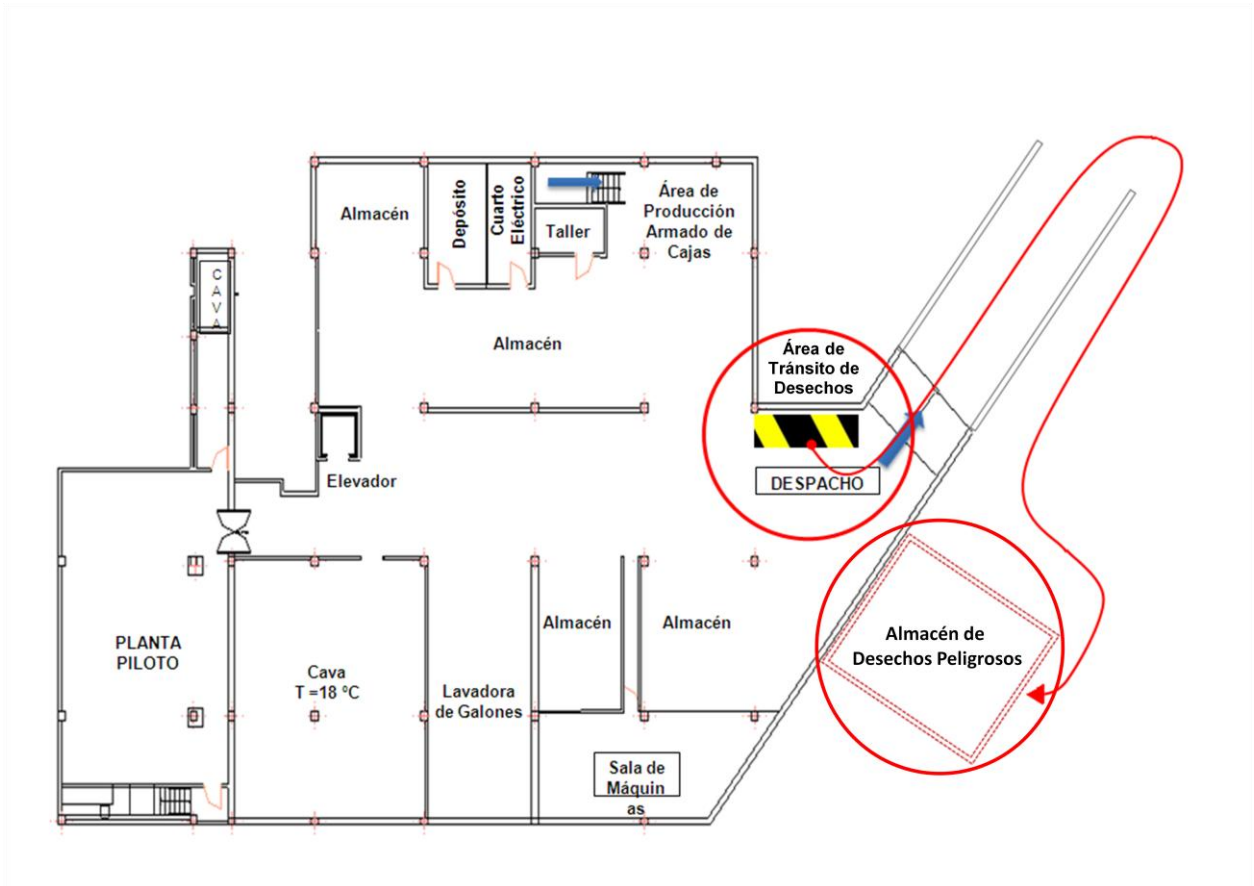 Almacén
Depósito
Cuarto
Eléctrico
Taller
Área de
Producción
Armado de
Cajas
C
A
V
A
Almacén
Área de
Tránsito de
Desechos
Elevador
DESPACHO
PLANTA
PILOTO
Cava
T =18 ºC
Lavadora
de Galones
Almacén
Almacén
Almacén de
Desechos Peligrosos
Sala de
Máquin
as